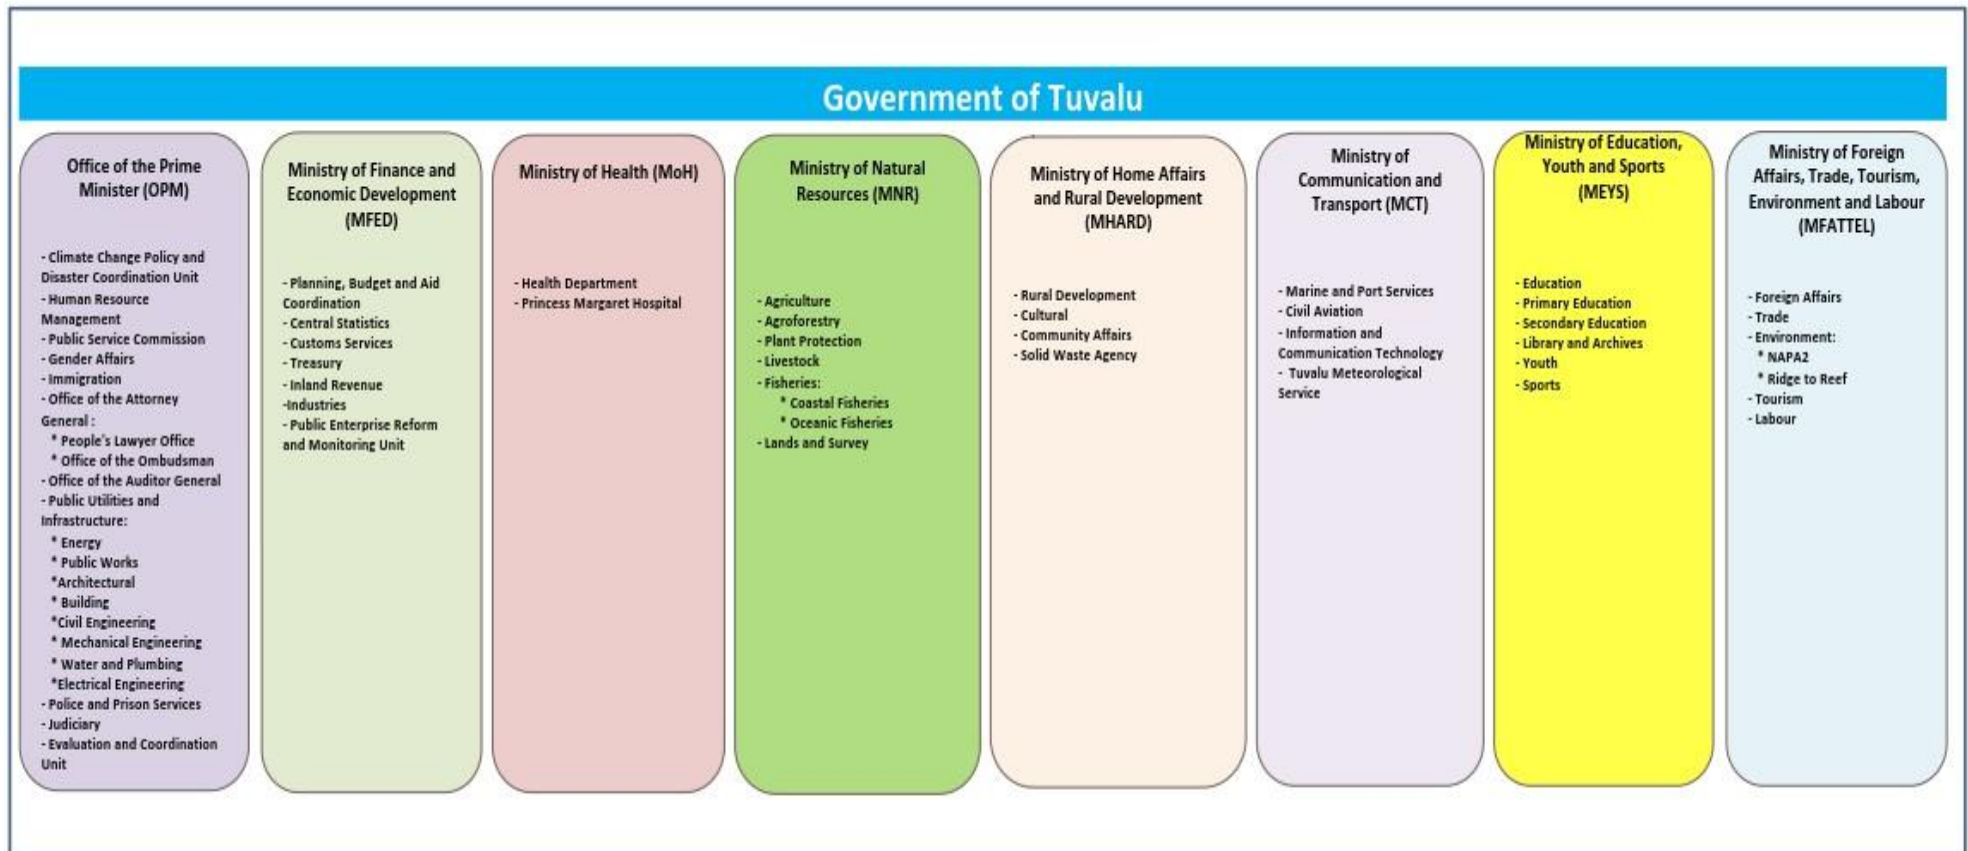 Government of Tuvalu
Office of the Prime
Minister (OPM)
- Climate Change Policy and
Disaster Coordination Unit
- Human Resource
Management
- Public Service Commission
- Gender Affairs
- Immigration
- Office of the Attorney
General :
* People's Lawyer Office
* Office of the Ombudsman
- Office of the Auditor General
- Public Utilities and
Infrastructure:
* Energy
* Public Works
*Architectural
* Building
*Civil Engineering
* Mechanical Engineering
* Water and Plumbing
*Electrical Engineering
- Police and Prison Services
- Judiciary
- Evaluation and Coordination
Unit
Ministry of Finance and
Economic Development
(MFED)
- Planning, Budget and Aid
Coordination
- Central Statistics
- Customs Services
- Treasury
- Inland Revenue
-Industries
- Public Enterprise Reform
and Monitoring Unit
Ministry of Health (MoH)
- Health Department
- Princess Margaret Hospital
Ministry of Natural
Resources (MNR)
- Agriculture
- Agroforestry
- Plant Protection
- Livestock
- Fisheries:
* Coastal Fisheries
* Oceanic Fisheries
- Lands and Survey
Ministry of Home Affairs
and Rural Development
(MHARD)
- Rural Development
- Cultural
- Community Affairs
- Solid Waste Agency
Ministry of
Communication and
Transport (MCT)
- Marine and Port Services
- Civil Aviation
- Information and
Communication Technology
- Tuvalu Meteorological
Service
Ministry of Education,
Youth and Sports
(MEYS)
- Education
- Primary Education
- Secondary Education
- Library and Archives
- Youth
- Sports
Ministry of Foreign
Affairs, Trade, Tourism,
Environment and Labour
(MFATTEL)
- Foreign Affairs
- Trade
- Environment:
* NAPA2
* Ridge to Reef
- Tourism
- Labour